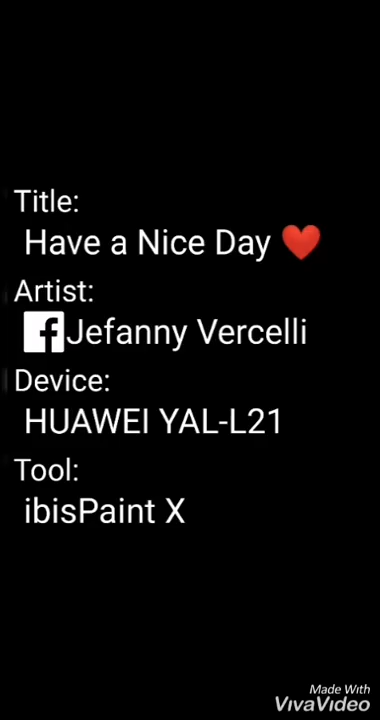 Title:
Have a Nice Day ❤️
Artist:
Jefanny Vercelli
Device:
HUAWEI YAL-L21
Tool:
ibisPaint X
Made With
VivaVideo